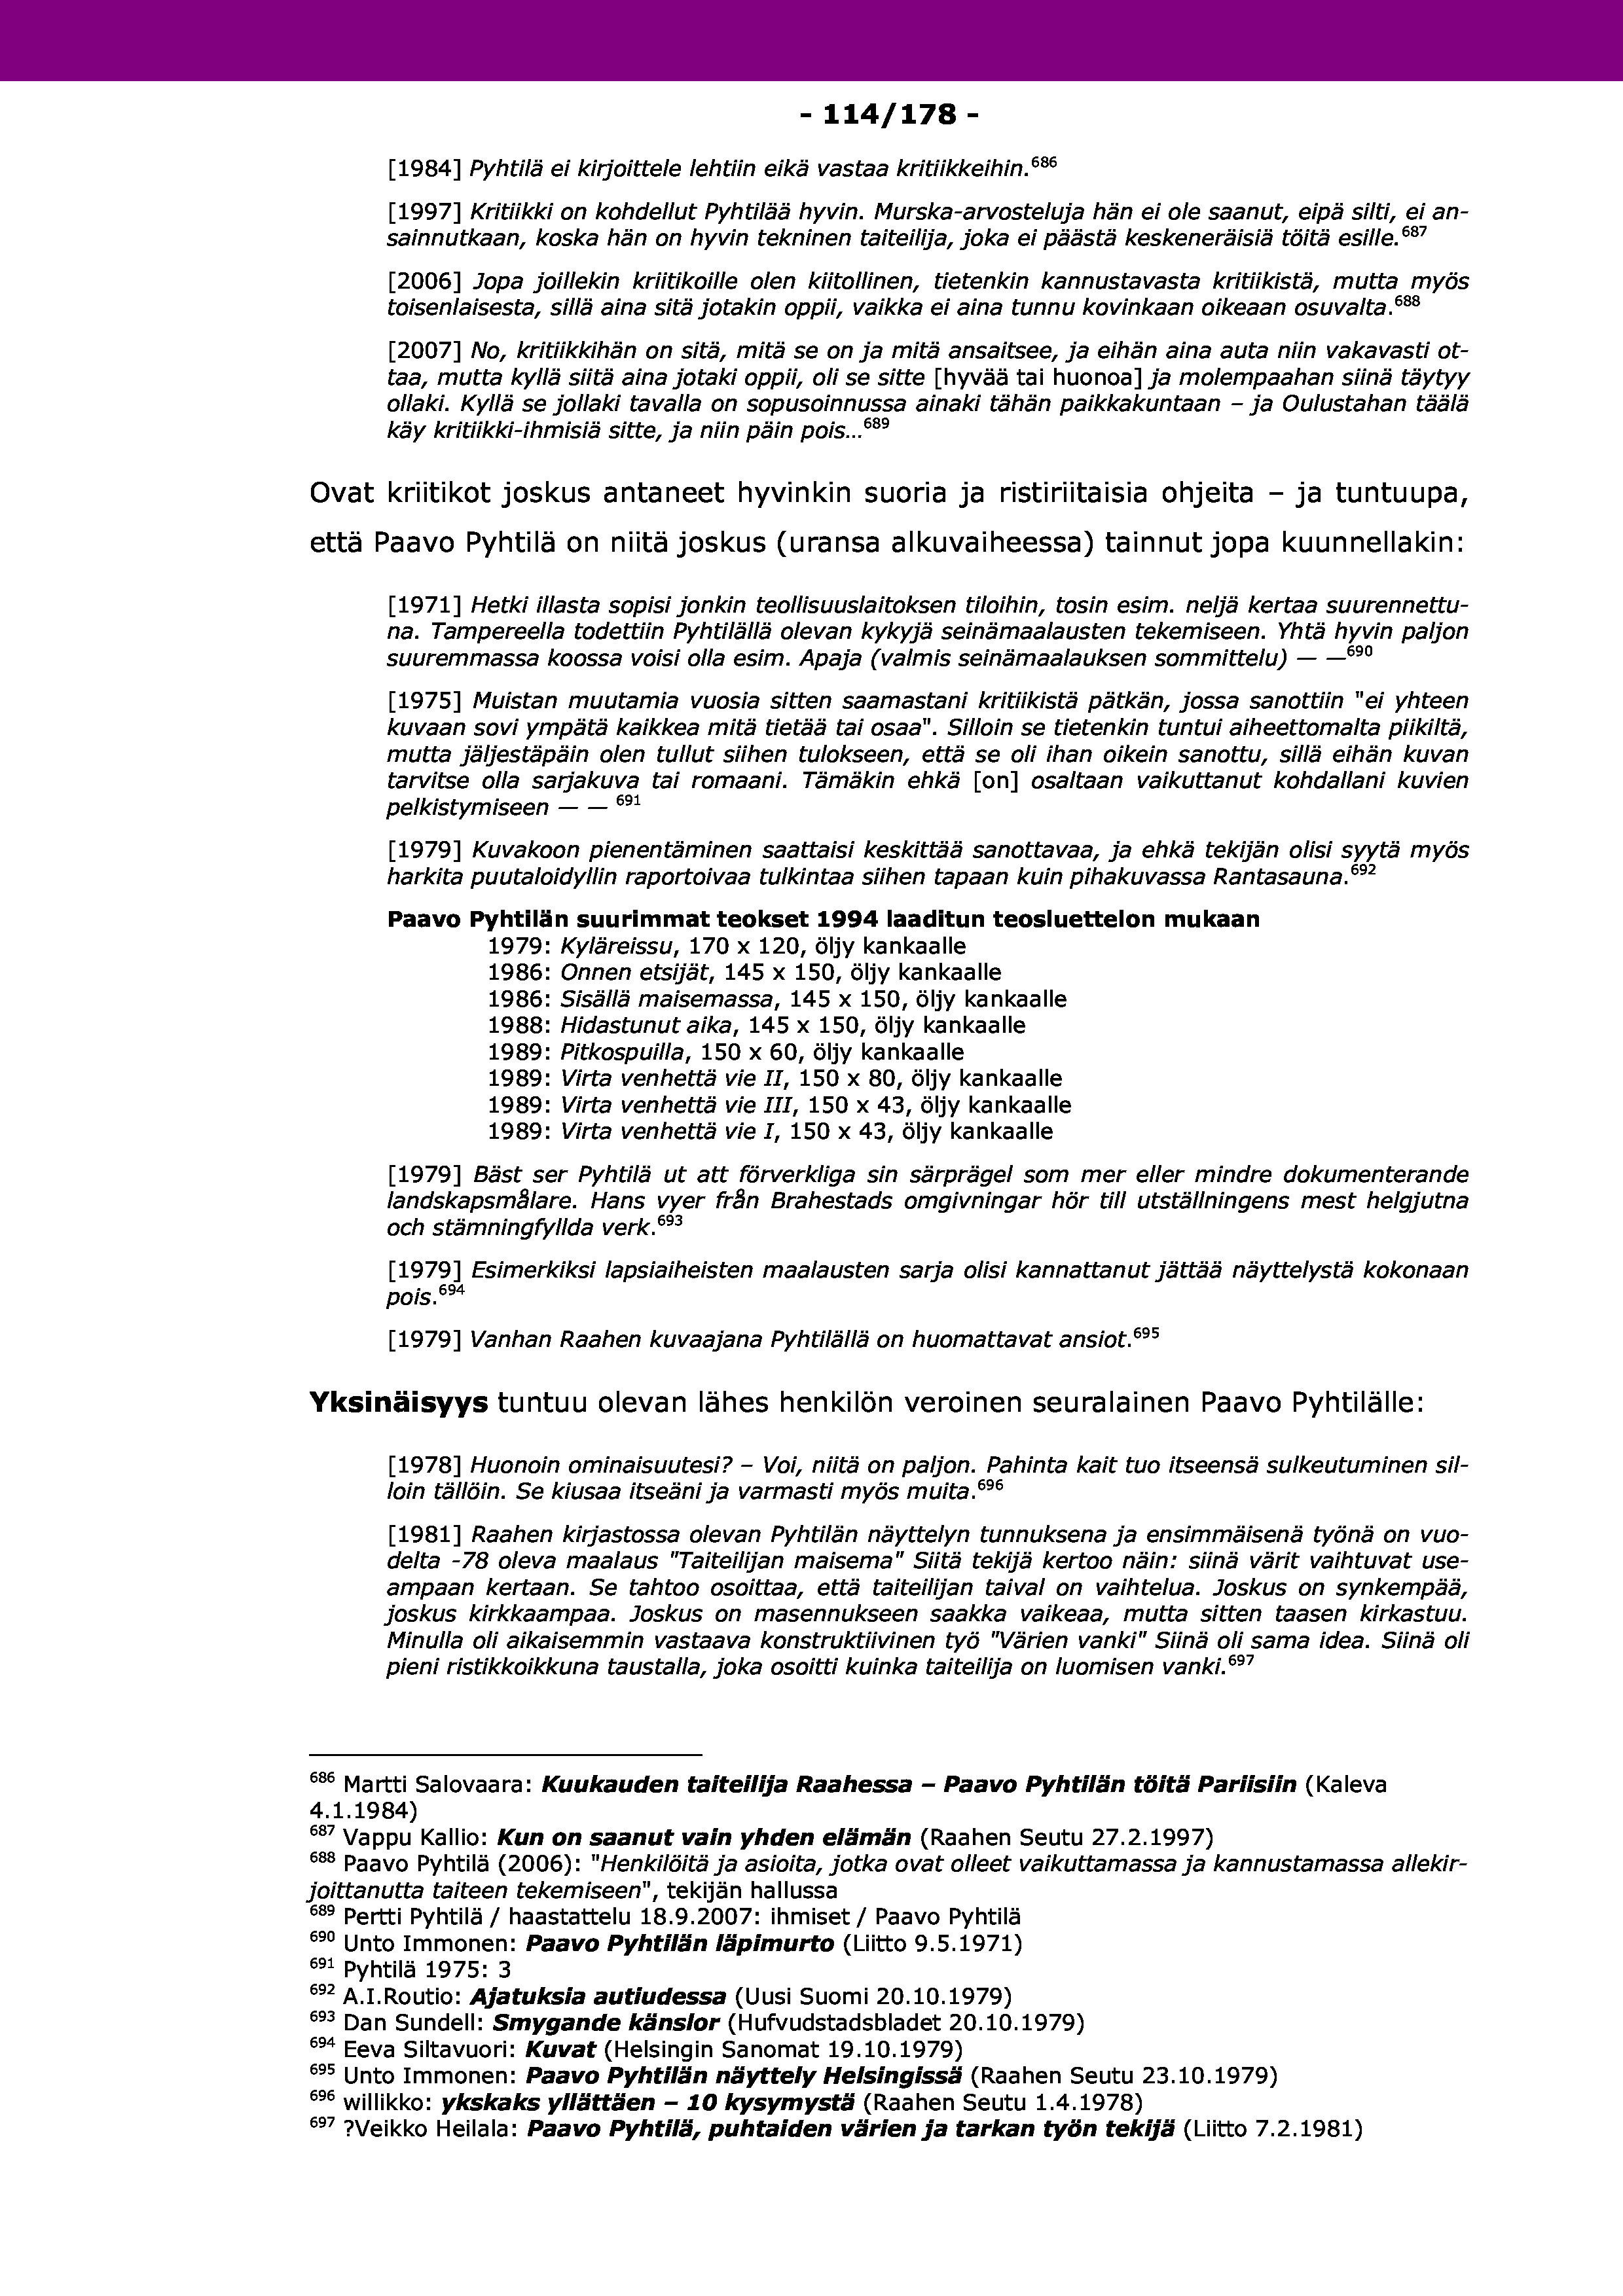 - 114/178 -
[1984] Pyhtilä ei kirjoittele lehtiin eikä vastaa kritiikkeihin.686
[1997] Kritiikki on kohdellut Pyhtilää hyvin. Murska-arvosteluja hän ei ole saanut, eipä silti, ei an-
sainnutkaan, koska hän on hyvin tekninen taiteilija, joka ei päästä keskeneräisiä töitä esille.687
[2006] Jopa joillekin kriitikoille olen kiitollinen, tietenkin kannustavasta kritiikistä, mutta myös
toisenlaisesta, sillä aina sitä jotakin oppii, vaikka ei aina tunnu kovinkaan oikeaan osuvalta.688
[2007] No, kritiikkihän on sitä, mitä se on ja mitä ansaitsee, ja eihän aina auta niin vakavasti ot-
taa, mutta kyllä siitä aina jotaki oppii, oli se sitte [hyvää tai huonoa] ja molempaahan siinä täytyy
ollaki. Kyllä se jollaki tavalla on sopusoinnussa ainaki tähän paikkakuntaan – ja Oulustahan täälä
käy kritiikki-ihmisiä sitte, ja niin päin pois…689
Ovat kriitikot joskus antaneet hyvinkin suoria ja ristiriitaisia ohjeita – ja tuntuupa,
että Paavo Pyhtilä on niitä joskus (uransa alkuvaiheessa) tainnut jopa kuunnellakin:
[1971] Hetki illasta sopisi jonkin teollisuuslaitoksen tiloihin, tosin esim. neljä kertaa suurennettu-
na. Tampereella todettiin Pyhtilällä olevan kykyjä seinämaalausten tekemiseen. Yhtä hyvin paljon
suuremmassa koossa voisi olla esim. Apaja (valmis seinämaalauksen sommittelu) — —690
[1975] Muistan muutamia vuosia sitten saamastani kritiikistä pätkän, jossa sanottiin "ei yhteen
kuvaan sovi ympätä kaikkea mitä tietää tai osaa". Silloin se tietenkin tuntui aiheettomalta piikiltä,
mutta jäljestäpäin olen tullut siihen tulokseen, että se oli ihan oikein sanottu, sillä eihän kuvan
tarvitse olla sarjakuva tai romaani. Tämäkin ehkä [on] osaltaan vaikuttanut kohdallani kuvien
pelkistymiseen — — 691
[1979] Kuvakoon pienentäminen saattaisi keskittää sanottavaa, ja ehkä tekijän olisi syytä myös
harkita puutaloidyllin raportoivaa tulkintaa siihen tapaan kuin pihakuvassa Rantasauna.692
Paavo Pyhtilän suurimmat teokset 1994 laaditun teosluettelon mukaan
1979: Kyläreissu, 170 x 120, öljy kankaalle
1986: Onnen etsijät, 145 x 150, öljy kankaalle
1986: Sisällä maisemassa, 145 x 150, öljy kankaalle
1988: Hidastunut aika, 145 x 150, öljy kankaalle
1989: Pitkospuilla, 150 x 60, öljy kankaalle
1989: Virta venhettä vie II, 150 x 80, öljy kankaalle
1989: Virta venhettä vie III, 150 x 43, öljy kankaalle
1989: Virta venhettä vie I, 150 x 43, öljy kankaalle
[1979] Bäst ser Pyhtilä ut att förverkliga sin särprägel som mer eller mindre dokumenterande
landskapsmålare. Hans vyer från Brahestads omgivningar hör till utställningens mest helgjutna
och stämningfyllda verk.693
[1979] Esimerkiksi lapsiaiheisten maalausten sarja olisi kannattanut jättää näyttelystä kokonaan
pois.694
[1979] Vanhan Raahen kuvaajana Pyhtilällä on huomattavat ansiot.695
Yksinäisyys tuntuu olevan lähes henkilön veroinen seuralainen Paavo Pyhtilälle:
[1978] Huonoin ominaisuutesi? – Voi, niitä on paljon. Pahinta kait tuo itseensä sulkeutuminen sil-
loin tällöin. Se kiusaa itseäni ja varmasti myös muita.696
[1981] Raahen kirjastossa olevan Pyhtilän näyttelyn tunnuksena ja ensimmäisenä työnä on vuo-
delta -78 oleva maalaus "Taiteilijan maisema" Siitä tekijä kertoo näin: siinä värit vaihtuvat use-
ampaan kertaan. Se tahtoo osoittaa, että taiteilijan taival on vaihtelua. Joskus on synkempää,
joskus kirkkaampaa. Joskus on masennukseen saakka vaikeaa, mutta sitten taasen kirkastuu.
Minulla oli aikaisemmin vastaava konstruktiivinen työ "Värien vanki" Siinä oli sama idea. Siinä oli
pieni ristikkoikkuna taustalla, joka osoitti kuinka taiteilija on luomisen vanki.697
686 Martti Salovaara: Kuukauden taiteilija Raahessa – Paavo Pyhtilän töitä Pariisiin (Kaleva
4.1.1984)
687 Vappu Kallio: Kun on saanut vain yhden elämän (Raahen Seutu 27.2.1997)
688 Paavo Pyhtilä (2006): "Henkilöitä ja asioita, jotka ovat olleet vaikuttamassa ja kannustamassa allekir-
joittanutta taiteen tekemiseen", tekijän hallussa
689 Pertti Pyhtilä / haastattelu 18.9.2007: ihmiset / Paavo Pyhtilä
690 Unto Immonen: Paavo Pyhtilän läpimurto (Liitto 9.5.1971)
691 Pyhtilä 1975: 3
692 A.I.Routio: Ajatuksia autiudessa (Uusi Suomi 20.10.1979)
693 Dan Sundell: Smygande känslor (Hufvudstadsbladet 20.10.1979)
694 Eeva Siltavuori: Kuvat (Helsingin Sanomat 19.10.1979)
695 Unto Immonen: Paavo Pyhtilän näyttely Helsingissä (Raahen Seutu 23.10.1979)
696 willikko: ykskaks yllättäen – 10 kysymystä (Raahen Seutu 1.4.1978)
697 ?Veikko Heilala: Paavo Pyhtilä, puhtaiden värien ja tarkan työn tekijä (Liitto 7.2.1981)